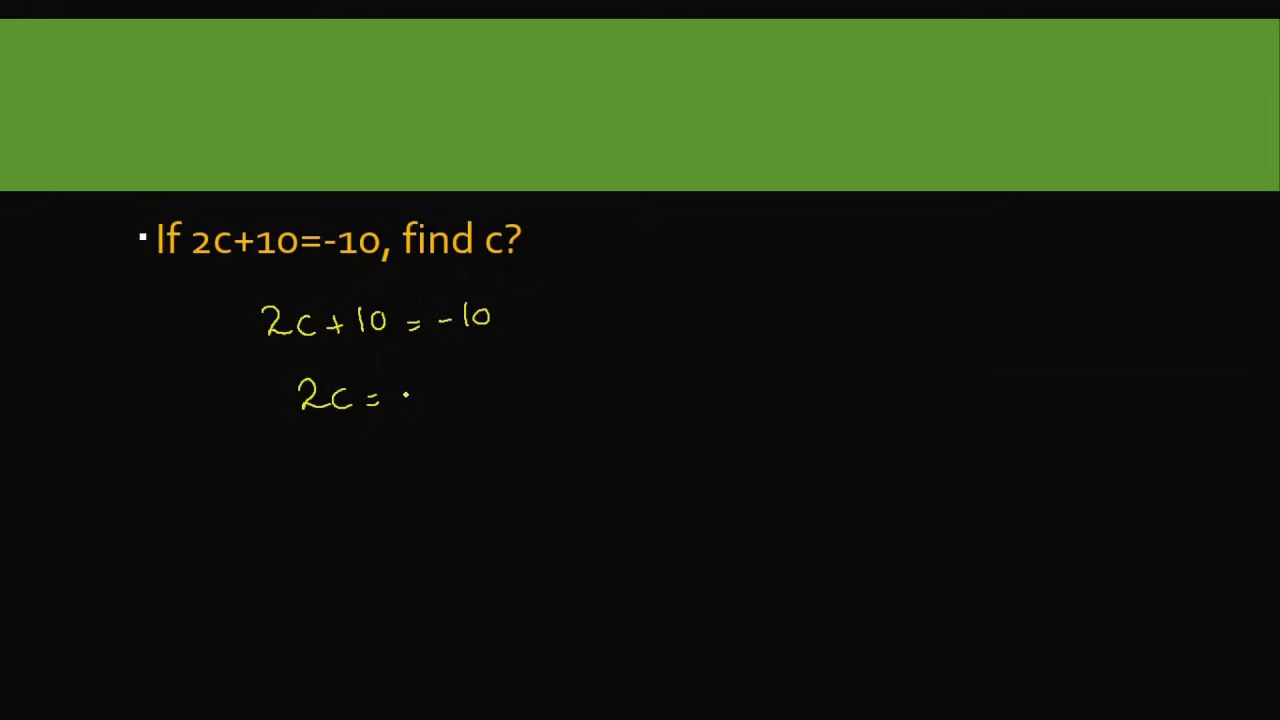 If 2c+10=-10, find c?
2c+10 = -10
2c =